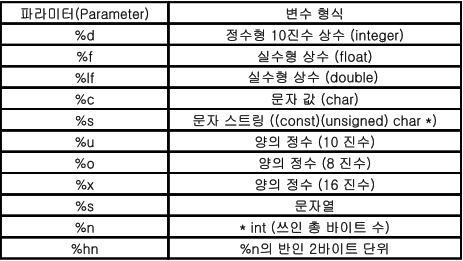 파라미터(Parameter) 변수 형식
%d 정수형 10진수 상수 (integer)
%f 실수형 상수 (float)
%lf 실수형 상수 (double)
%c 문자 값 (char)
%s 문자 스트링 ((const)(unsigned) char *)
%u 양의 정수 (10 진수)
%o 양의 정수 (8 진수)
%x 양의 정수 (16 진수)
%s 문자열
%n * int (쓰인 총 바이트 수)
%hn %n의 반인 2바이트 단위